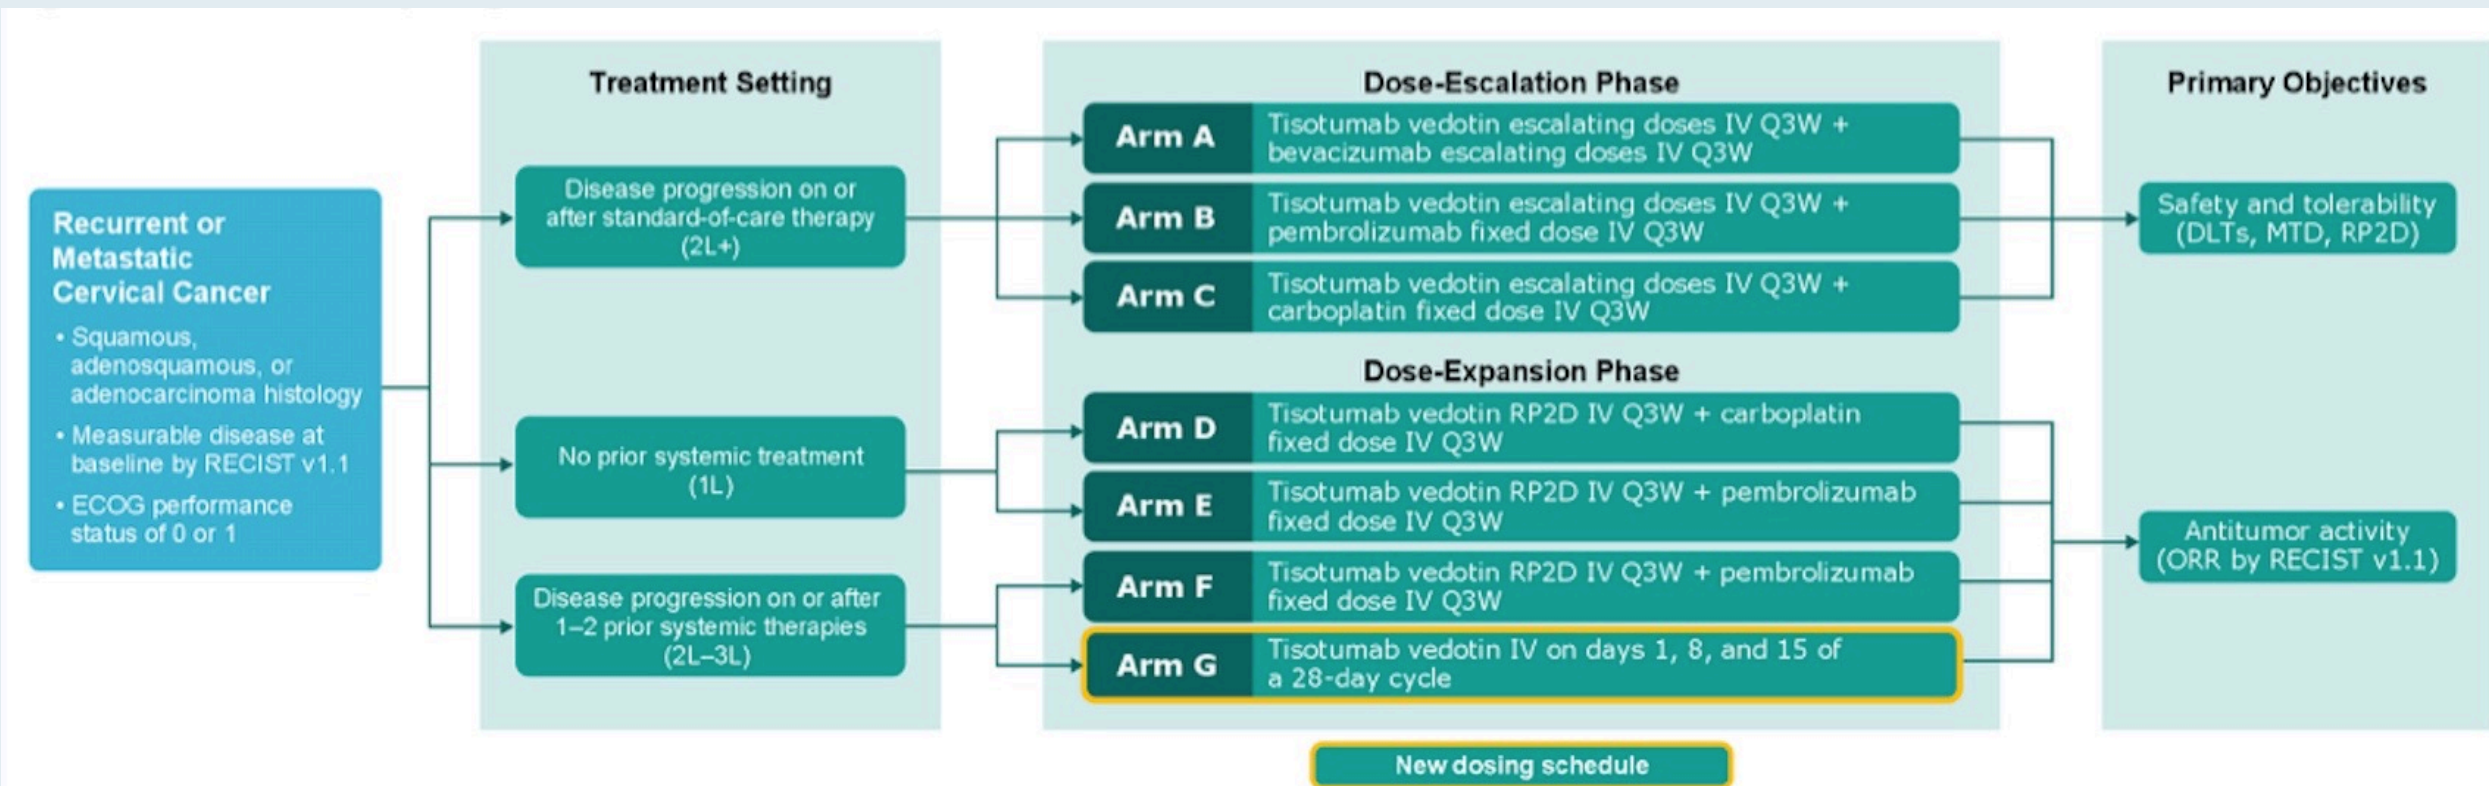 Recurrent or
Metastatic
Cervical Cancer
• Squamous,
adenosquamous, or
adenocarcinoma histology
• Measurable disease at
baseline by RECIST v1.1
• ECOG performance
status of 0 or 1
Treatment Setting
Disease progression on or
after standard-of-care therapy
(2L+)
No prior systemic treatment
(1L)
Disease progression on or after
1–2 prior systemic therapies
(2L–3L)
Dose-Escalation Phase
Arm A
Tisotumab vedotin escalating doses IV Q3W +
bevacizumab escalating doses IV Q3W
Arm B
Tisotumab vedotin escalating doses IV Q3W +
pembrolizumab fixed dose IV Q3W
Arm C
Tisotumab vedotin escalating doses IV Q3W +
carboplatin fixed dose IV Q3W
Dose-Expansion Phase
Arm D
Tisotumab vedotin RP2D IV Q3W + carboplatin
fixed dose IV Q3W
Arm E
Tisotumab vedotin RP2D IV Q3W + pembrolizumab
fixed dose IV Q3W
Arm F
Tisotumab vedotin RP2D IV Q3W + pembrolizumab
fixed dose IV Q3W
Arm G
Tisotumab vedotin IV on days 1, 8, and 15 of
a 28-day cycle
New dosing schedule
Primary Objectives
Safety and tolerability
(DLTs, MTD, RP2D)
Antitumor activity
(ORR by RECIST v1.1)